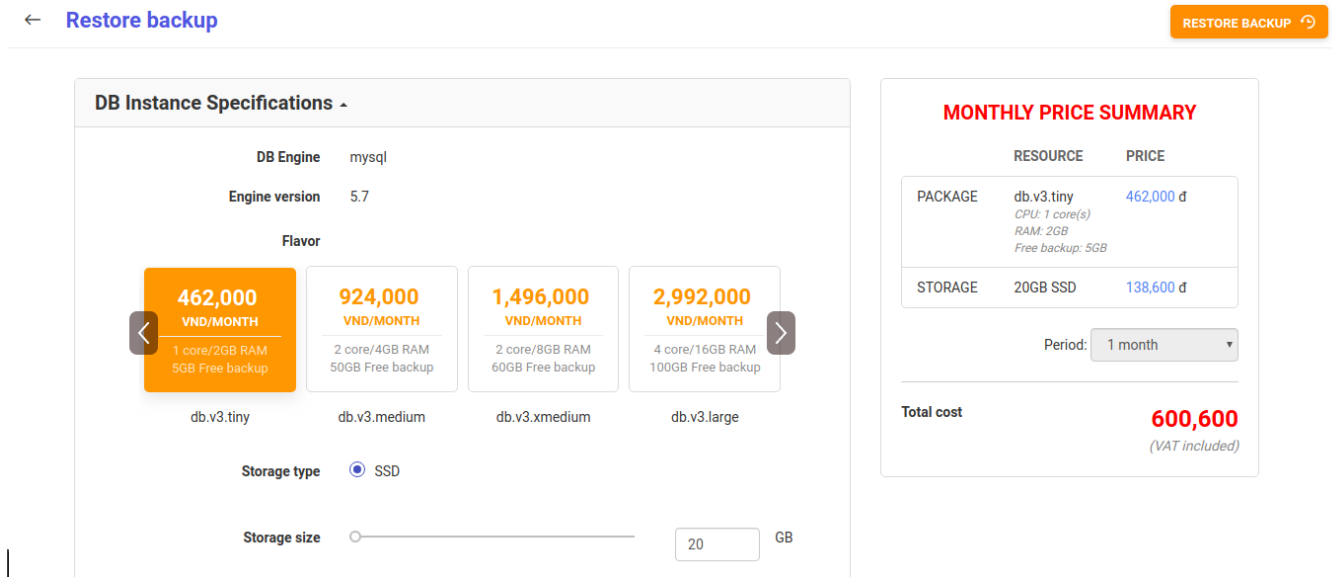 Restore backup
RESTORE BACKUP
DB Instance Specifications
DB Engine mysql
Engine version 5.7
Flavor
462,000
VND/MONTH
1 core/2GB RAM
5GB Free backup
db.v3.tiny
924,000
VND/MONTH
2 core/4GB RAM
50GB Free backup
db.v3.medium
1,496,000
VND/MONTH
2 core/8GB RAM
60GB Free backup
db.v3.xmedium
2,992,000
VND/MONTH
4 core/16GB RAM
100GB Free backup
db.v3.large
Storage type SSD
Storage size 20 GB
MONTHLY PRICE SUMMARY
RESOURCE PRICE
PACKAGE db.v3.tiny 462,000 đ
CPU: 1 core(s)
RAM: 2GB
Free backup: 5GB
STORAGE 20GB SSD 138,600 đ
Period: 1 month
Total cost 600,600
(VAT included)